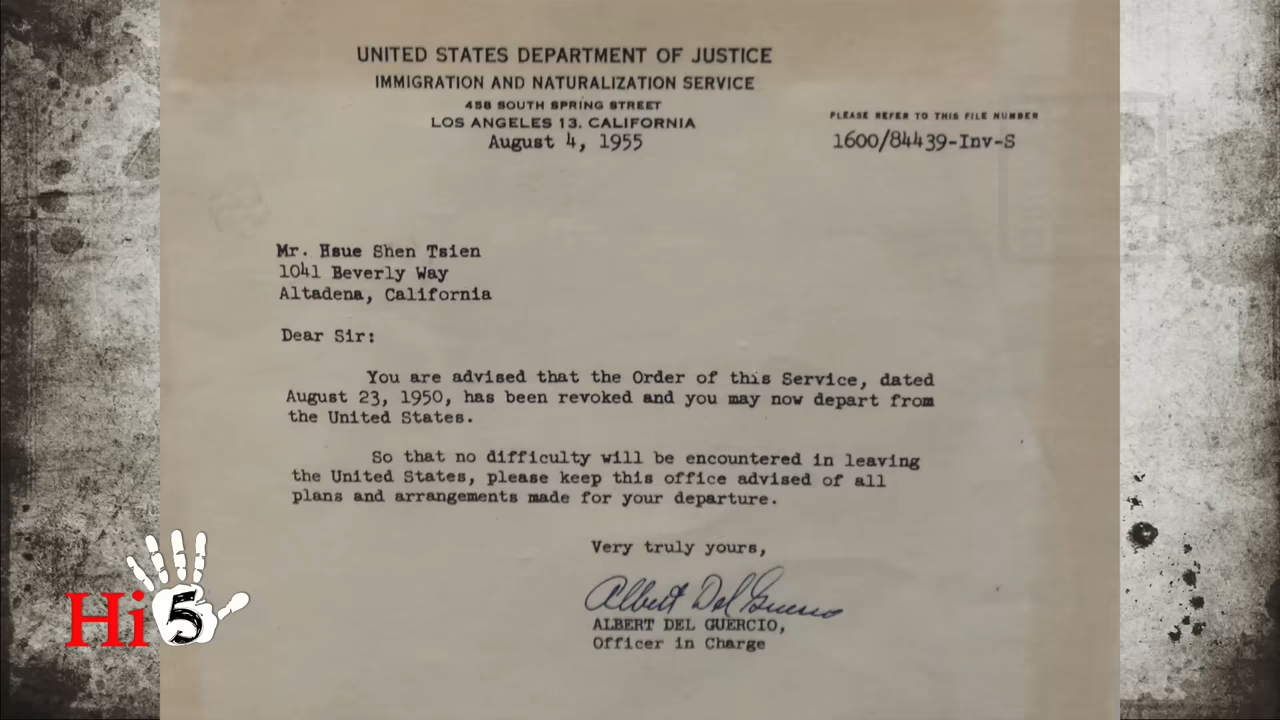 UNITED STATES DEPARTMENT OF JUSTICE
IMMIGRATION AND NATURALIZATION SERVICE
458 SOUTH SPRING STREET
LOS ANGELES 13, CALIFORNIA
August 4, 1955
PLEASE REFER TO THIS FILE NUMBER
1600/84439-Inv-S
Mr. Hsue Shen Tsien
1041 Beverly Way
Altadena, California
Dear Sir:
You are advised that the Order of this Service, dated
August 23, 1950, has been revoked and you may now depart from
the United States.
So that no difficulty will be encountered in leaving
the United States, please keep this office advised of all
plans and arrangements made for your departure.
Very truly yours,
Albert Del Guercio
ALBERT DEL GUERCIO,
Officer in Charge
Hi 5